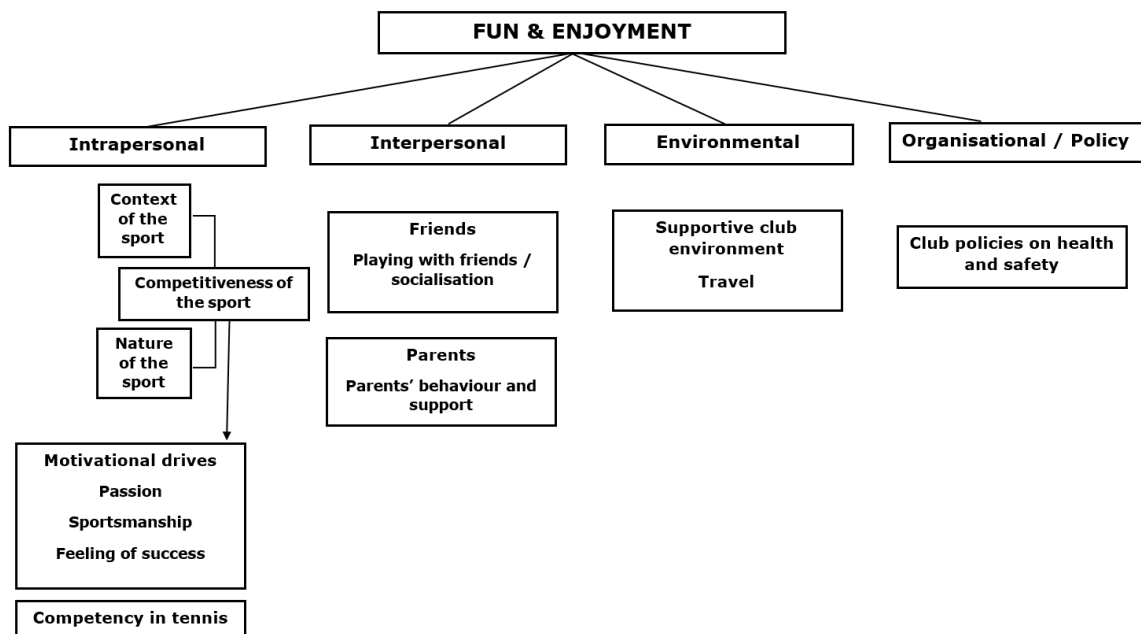 FUN & ENJOYMENT
Intrapersonal
Interpersonal
Environmental
Organisational / Policy
Context
of the
sport
Competitiveness of
the sport
Nature
of the
sport
Motivational drives
Passion
Sportsmanship
Feeling of success
Competency in tennis
Friends
Playing with friends /
socialisation
Parents
Parents’ behaviour and
support
Supportive club
environment
Travel
Club policies on health
and safety